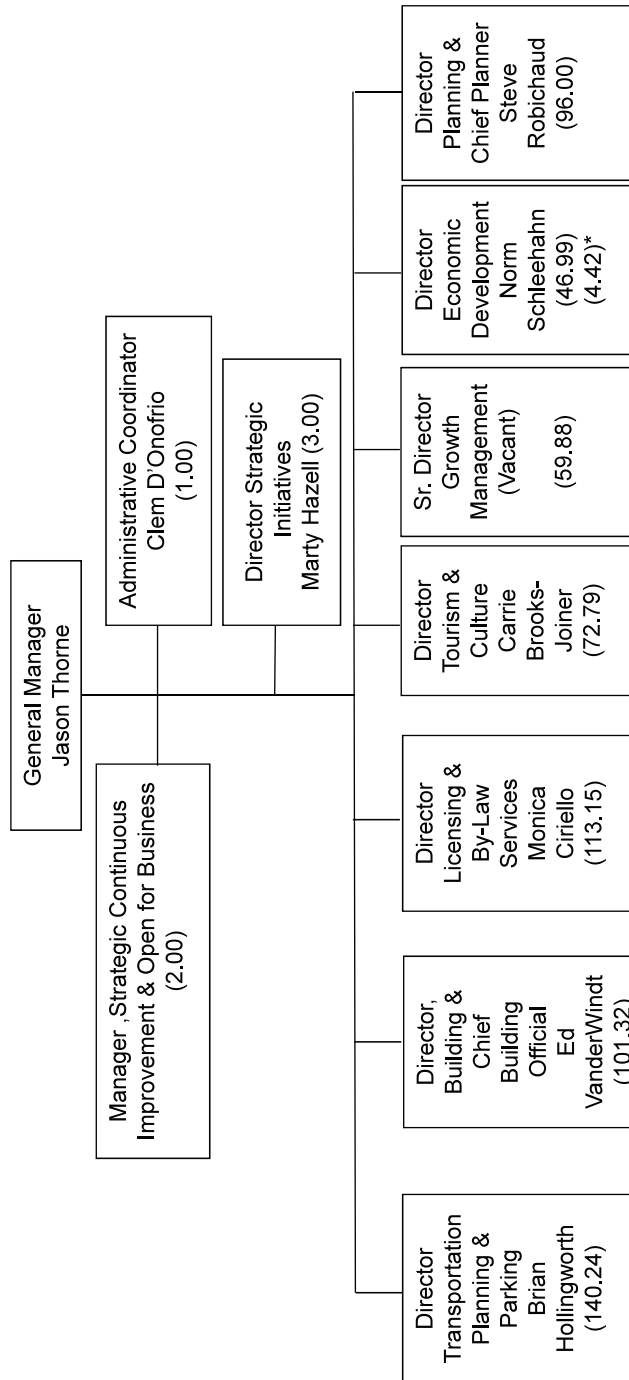 General Manager
Jason Thorne
Manager ,Strategic Continuous
Improvement & Open for Business
(2.00)
Administrative Coordinator
Clem D'Onofrio
(1.00)
Director Strategic
Initiatives
Marty Hazell (3.00)
Director
Transportation
Planning &
Parking
Brian
Hollingworth
(140.24)
Director,
Building &
Chief
Building
Official
Ed
VanderWindt
(101.32)
Director
Licensing &
By-Law
Services
Monica
Ciriello
(113.15)
Director
Tourism &
Culture
Carrie
Brooks-
Joiner
(72.79)
Sr. Director
Growth
Management
(Vacant)
(59.88)
Director
Economic
Development
Norm
Schleehahn
(46.99)
(4.42)*
Director
Planning &
Chief Planner
Steve
Robichaud
(96.00)